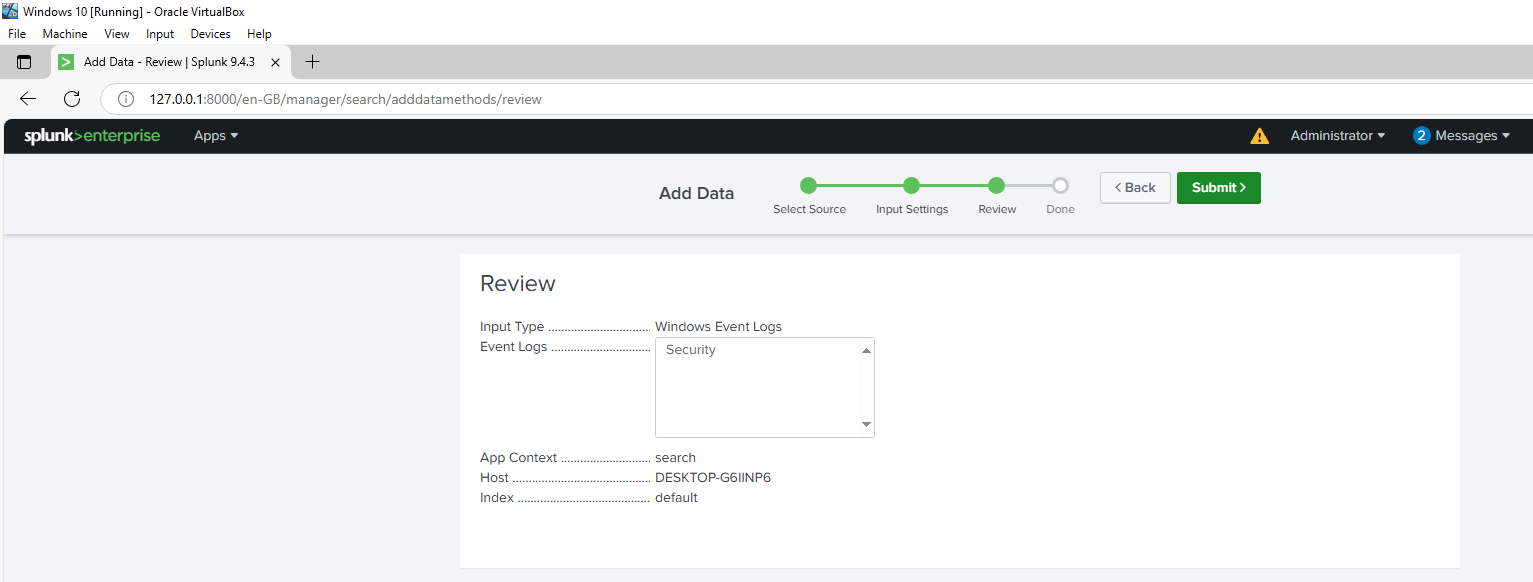 Windows 10 [Running] - Oracle VirtualBox
File Machine View Input Devices Help
Add Data - Review | Splunk 9.4.3
127.0.0.1:8000/en-GB/manager/search/adddatamethods/review
splunk>enterprise Apps Administrator 2 Messages
Add Data Select Source Input Settings Review Done < Back Submit >
Review
Input Type ............................... Windows Event Logs
Event Logs .............................. Security
App Context ........................... search
Host .......................................... DESKTOP-G6IINP6
Index ........................................ default